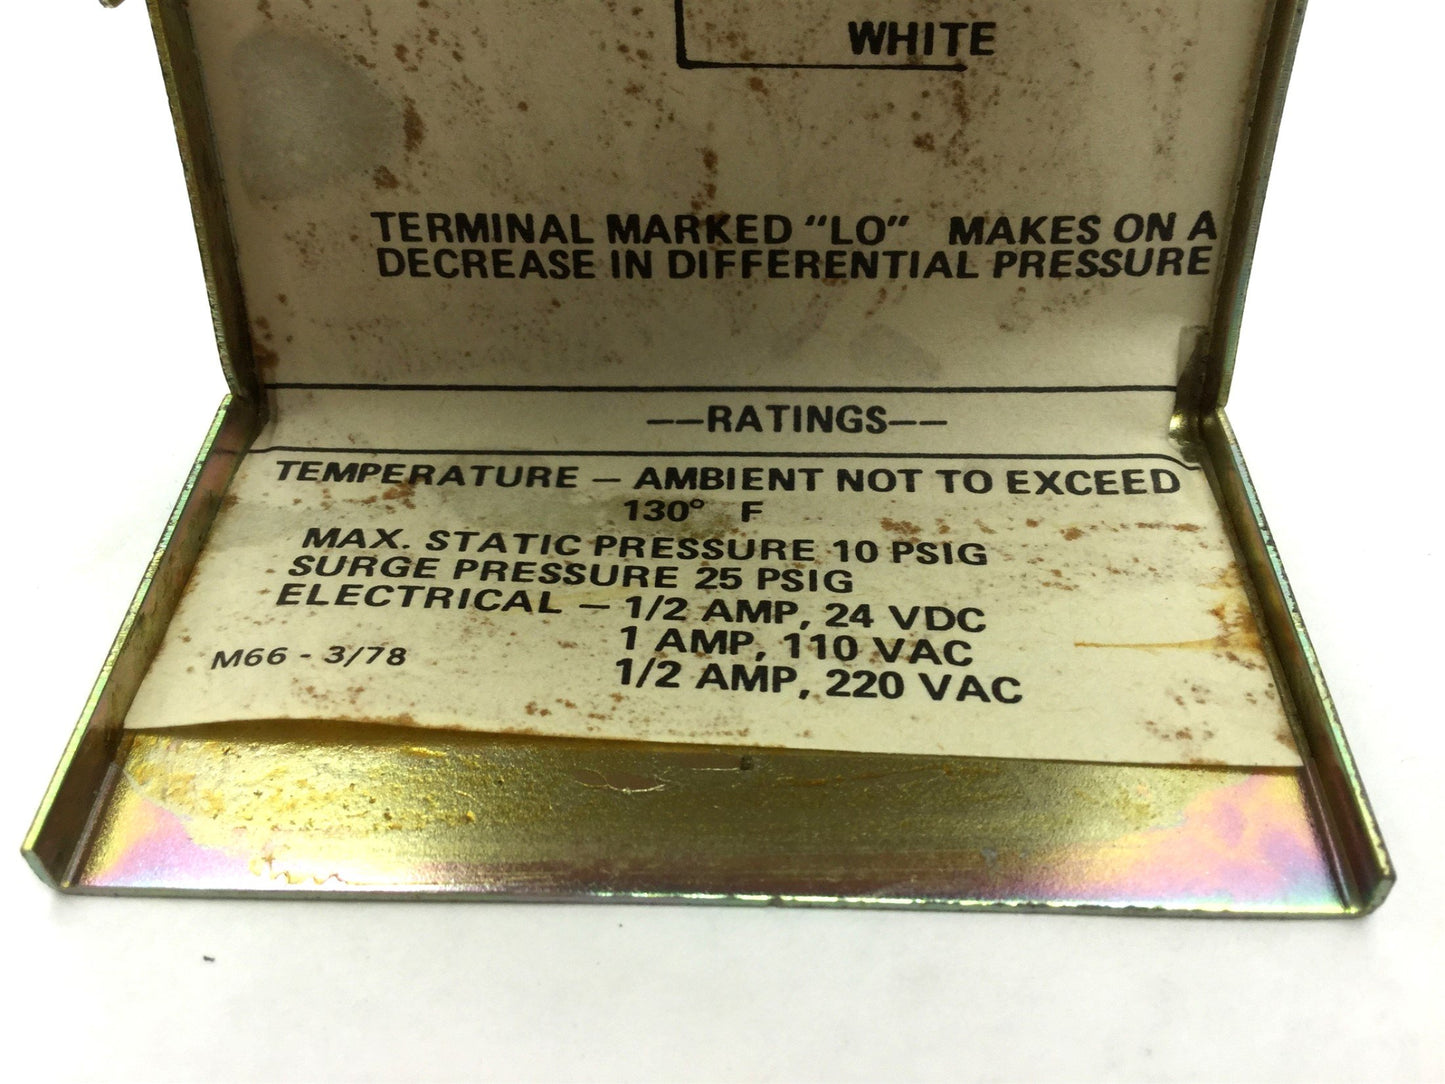 WHITE
TERMINAL MARKED "LO" MAKES ON A
DECREASE IN DIFFERENTIAL PRESSURE
--RATINGS--
TEMPERATURE - AMBIENT NOT TO EXCEED
130° F
MAX. STATIC PRESSURE 10 PSIG
SURGE PRESSURE 25 PSIG
ELECTRICAL - 1/2 AMP, 24 VDC
1 AMP, 110 VAC
1/2 AMP, 220 VAC
M66 - 3/78